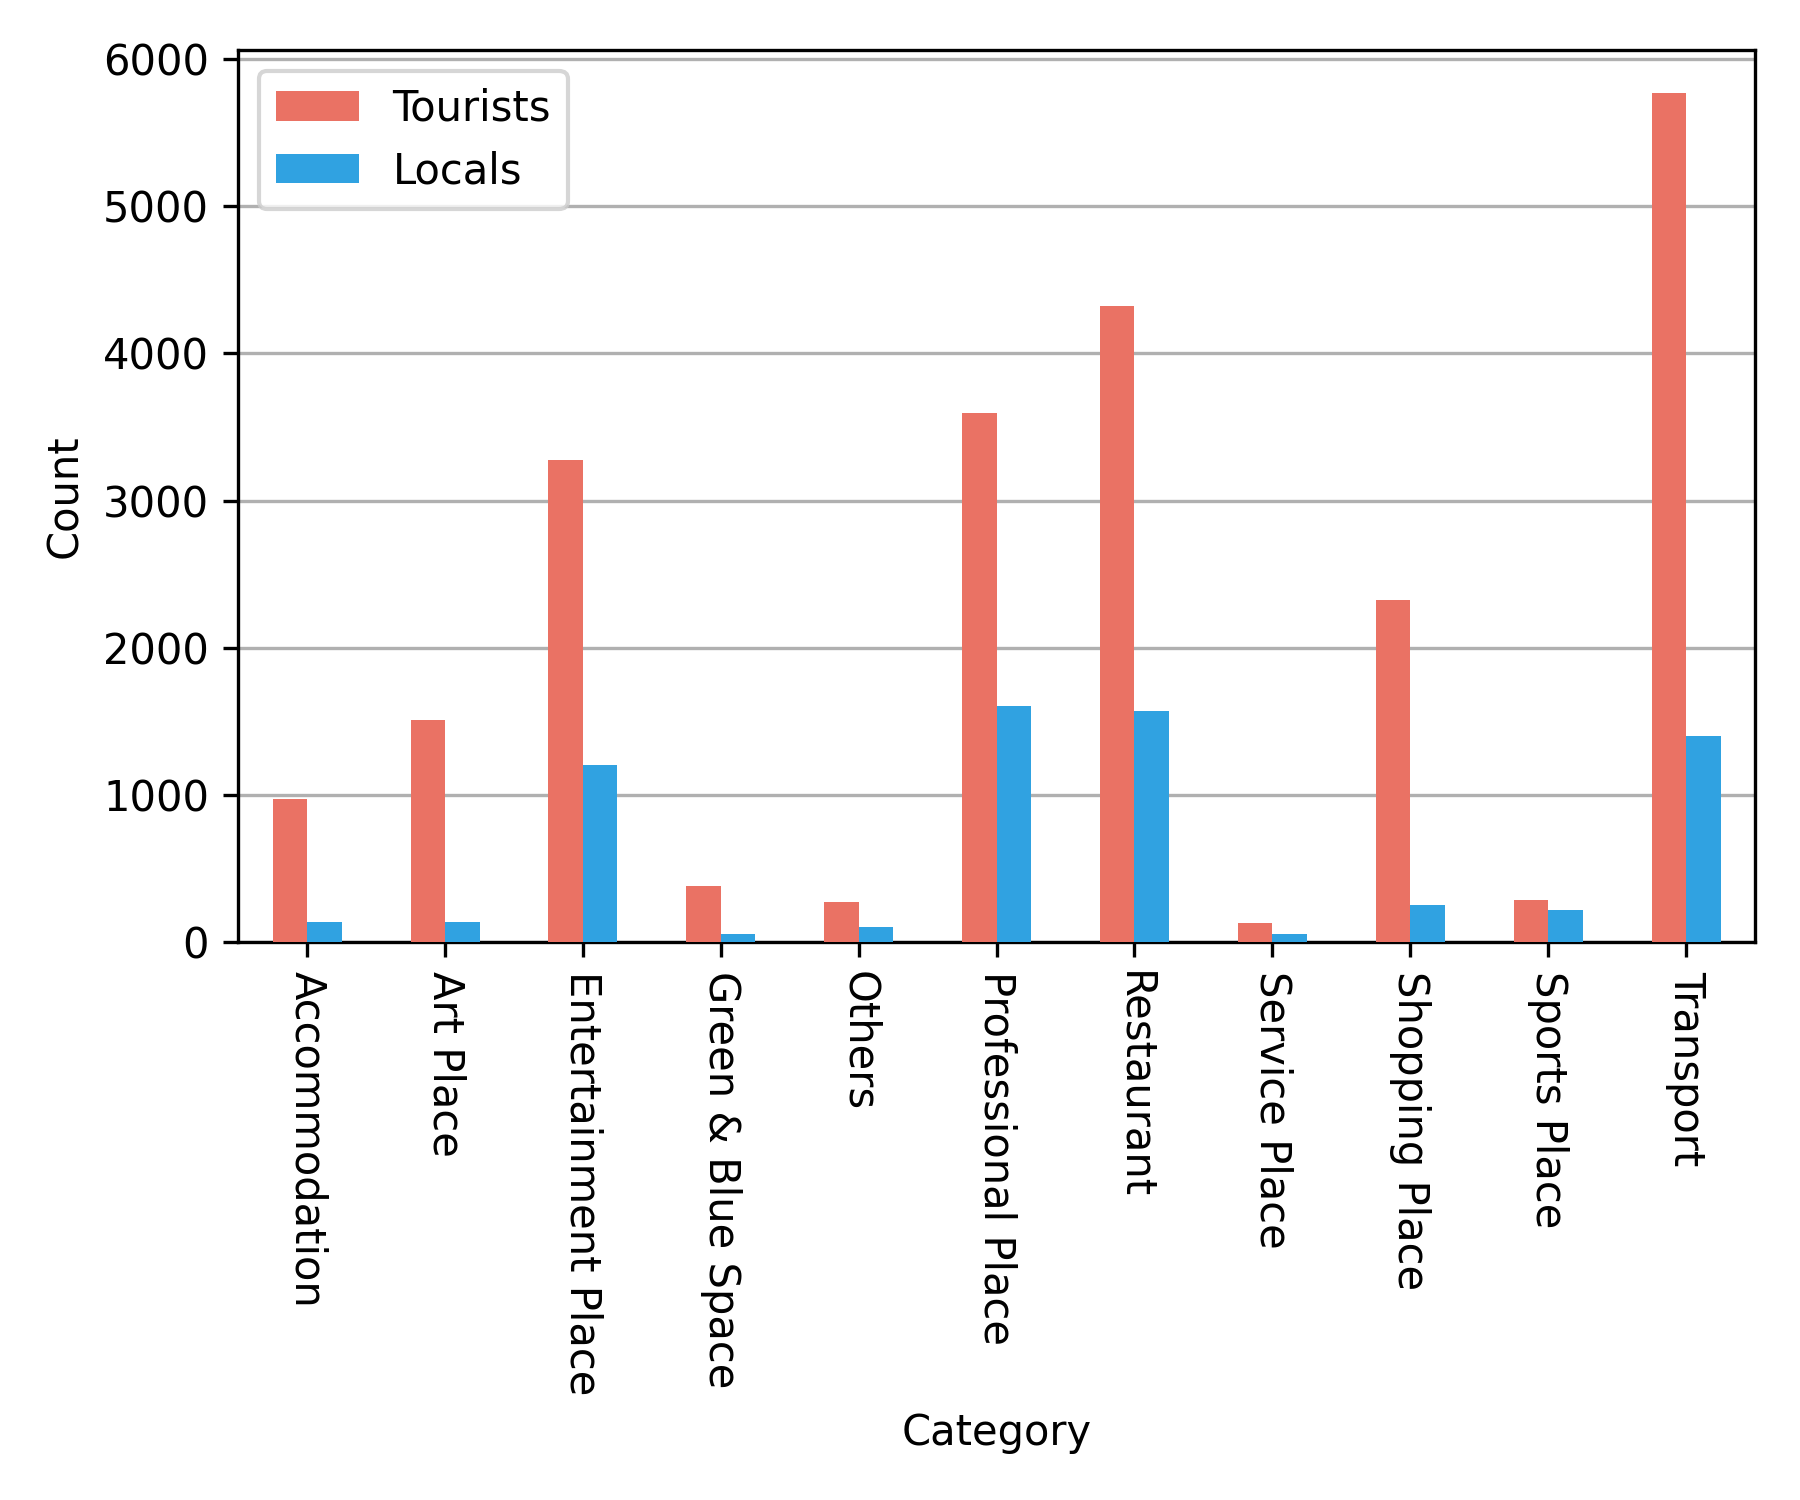 6000
5000
4000
3000
2000
1000
0
Count
Tourists
Locals
Accommodation
Art Place
Entertainment Place
Green & Blue Space
Others
Professional Place
Restaurant
Service Place
Shopping Place
Sports Place
Transport
Category